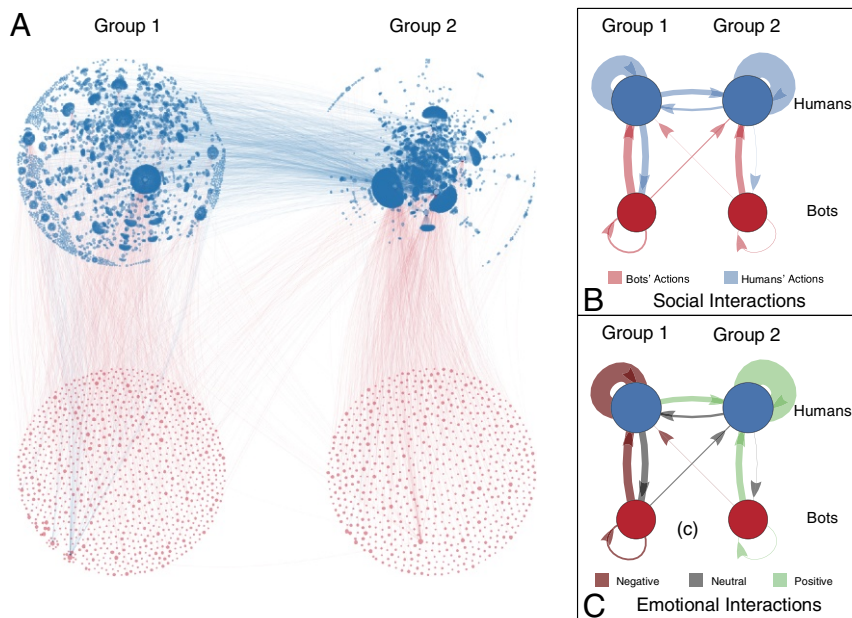 A
Group 1
Group 2
Group 1
Group 2
Humans
Bots
Bots' Actions
Humans' Actions
B
Social Interactions
Group 1
Group 2
Humans
Bots
(c)
Negative
Neutral
Positive
C
Emotional Interactions